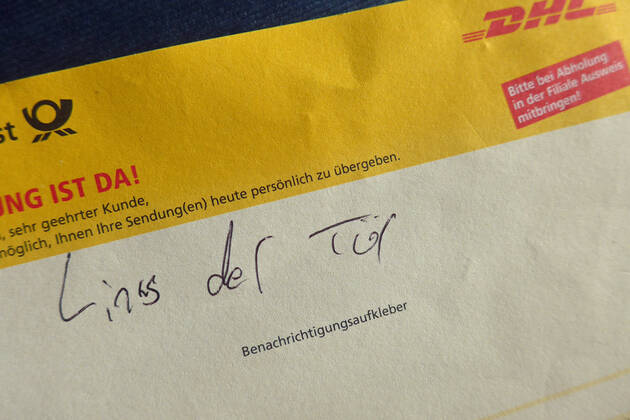 DHL
Bitte bei Abholung
in der Filiale Ausweis
mitbringen!
st
UNG IST DA!
, sehr geehrter Kunde,
möglich, Ihnen Ihre Sendung(en) heute persönlich zu übergeben.
Links der Tür
Benachrichtigungsaufkleber